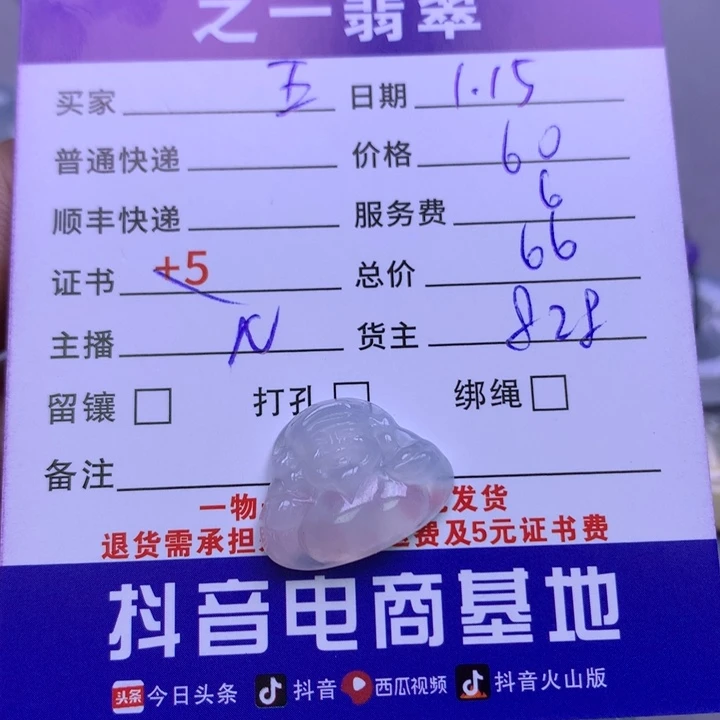 之一翡翠
买家 五 日期 1.15
普通快递 价格 60
顺丰快递 服务费 6
证书 +5 总价 66
主播 N 货主 828
留镶 打孔 绑绳
备注
一物 发货
退货需承担 费及5元证书费
抖音电商基地
头条 今日头条 抖音 西瓜视频 抖音火山版